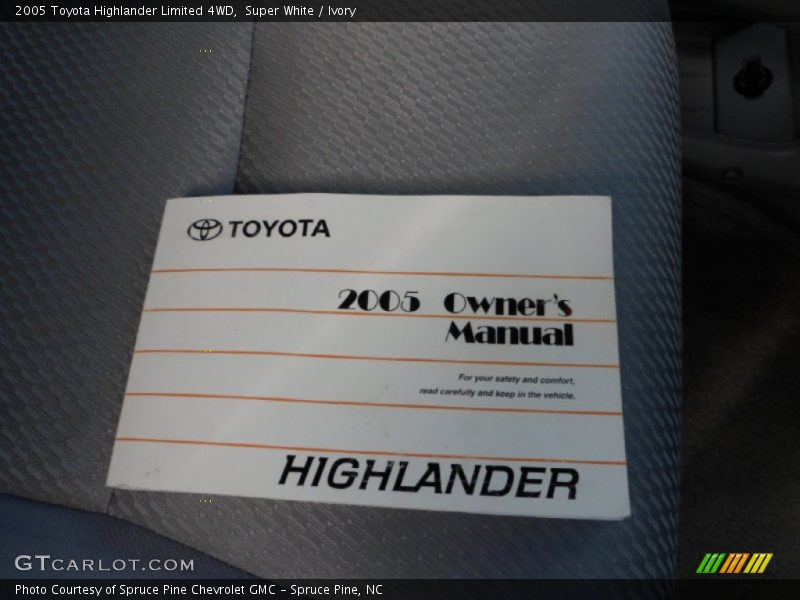 2005 Toyota Highlander Limited 4WD, Super White / Ivory
TOYOTA
2005 Owner's
Manual
For your safety and comfort,
read carefully and keep in the vehicle.
HIGHLANDER
GTCARLOT.COM
Photo Courtesy of Spruce Pine Chevrolet GMC - Spruce Pine, NC